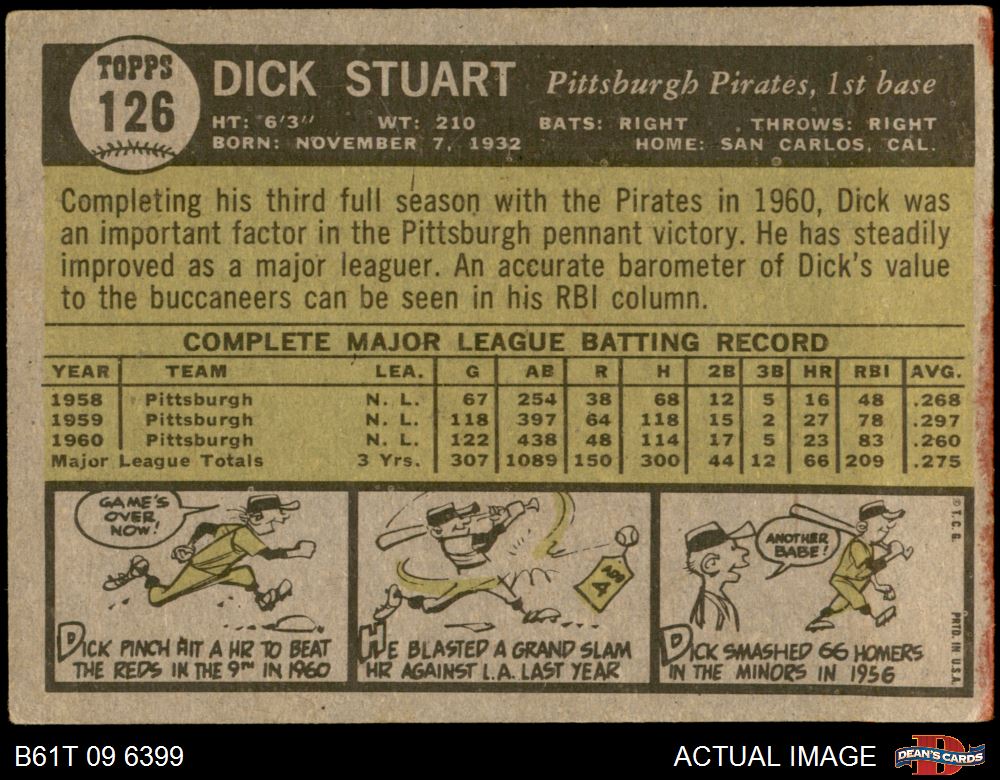 TOPPS
126
DICK STUART Pittsburgh Pirates, 1st base
HT: 6'3" WT: 210 BATS: RIGHT THROWS: RIGHT
BORN: NOVEMBER 7, 1932 HOME: SAN CARLOS, CAL.
Completing his third full season with the Pirates in 1960, Dick was
an important factor in the Pittsburgh pennant victory. He has steadily
improved as a major leaguer. An accurate barometer of Dick's value
to the buccaneers can be seen in his RBI column.
COMPLETE MAJOR LEAGUE BATTING RECORD
YEAR TEAM LEA. G AB R H 2B 3B HR RBI AVG.
1958 Pittsburgh N. L. 67 254 38 68 12 5 16 48 .268
1959 Pittsburgh N. L. 118 397 64 118 15 2 27 78 .297
1960 Pittsburgh N. L. 122 438 48 114 17 5 23 83 .260
Major League Totals 3 Yrs. 307 1089 150 300 44 12 66 209 .275
GAME'S
OVER
NOW!
DICK PINCH HIT A HR TO BEAT
THE REDS IN THE 9TH IN 1960
HE BLASTED A GRAND SLAM
HR AGAINST L.A. LAST YEAR
ANOTHER
BABE!
DICK SMASHED 66 HOMERS
IN THE MINORS IN 1956
© T. C. G. PRTD. IN U.S.A.
B61T 09 6399 ACTUAL IMAGE
DEAN'S CARDS